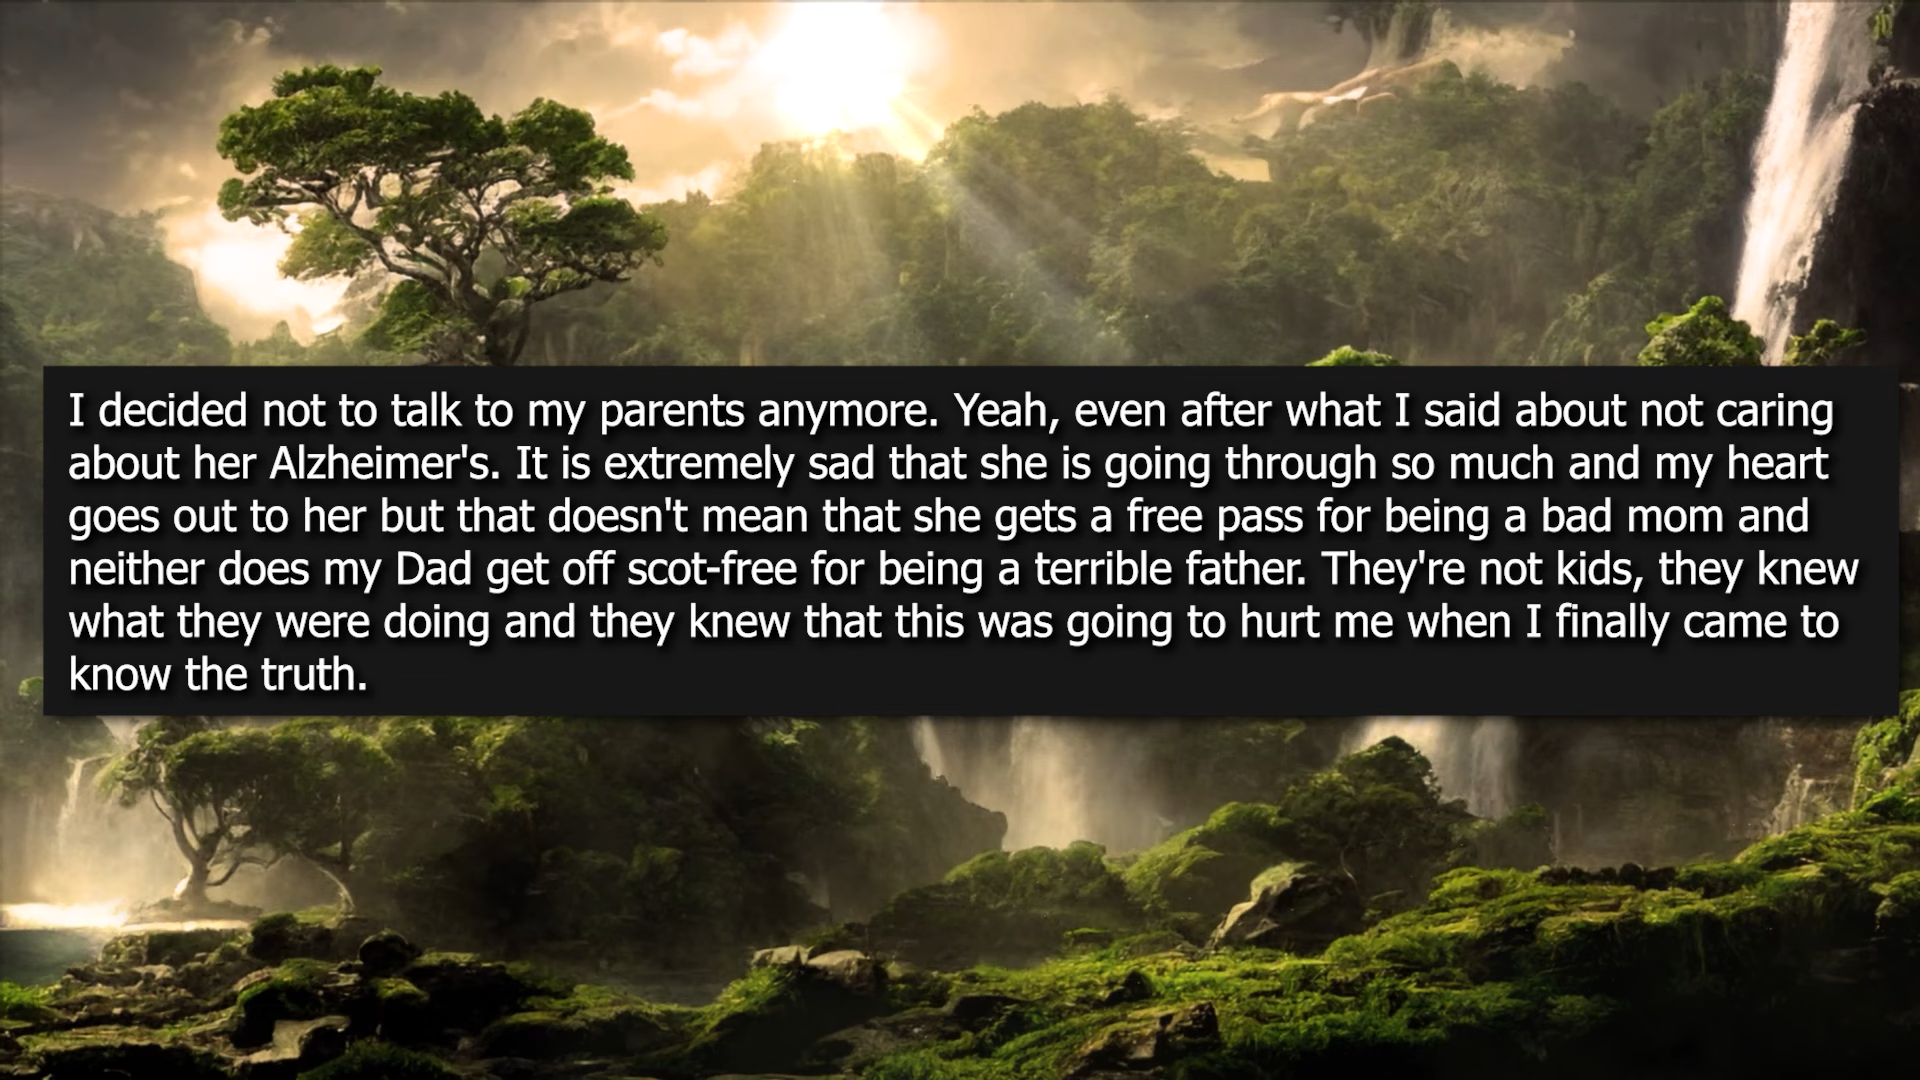 I decided not to talk to my parents anymore. Yeah, even after what I said about not caring
about her Alzheimer's. It is extremely sad that she is going through so much and my heart
goes out to her but that doesn't mean that she gets a free pass for being a bad mom and
neither does my Dad get off scot-free for being a terrible father. They're not kids, they knew
what they were doing and they knew that this was going to hurt me when I finally came to
know the truth.